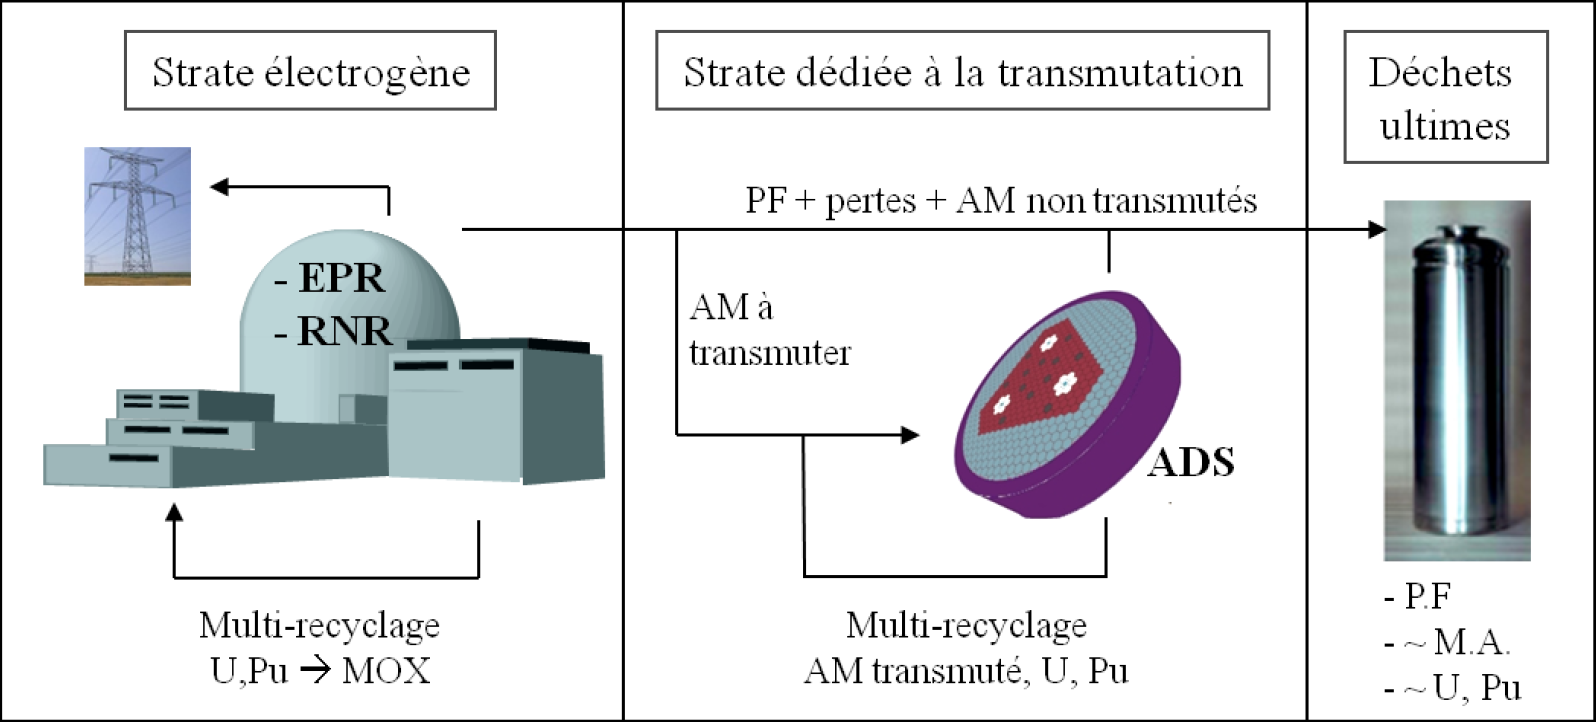 Strate électrogène
Strate dédiée à la transmutation
Déchets
ultimes
PF + pertes + AM non transmutés
- EPR
- RNR
AM à
transmuter
ADS
Multi-recyclage
U,Pu → MOX
Multi-recyclage
AM transmuté, U, Pu
- P.F
- ~ M.A.
- ~ U, Pu